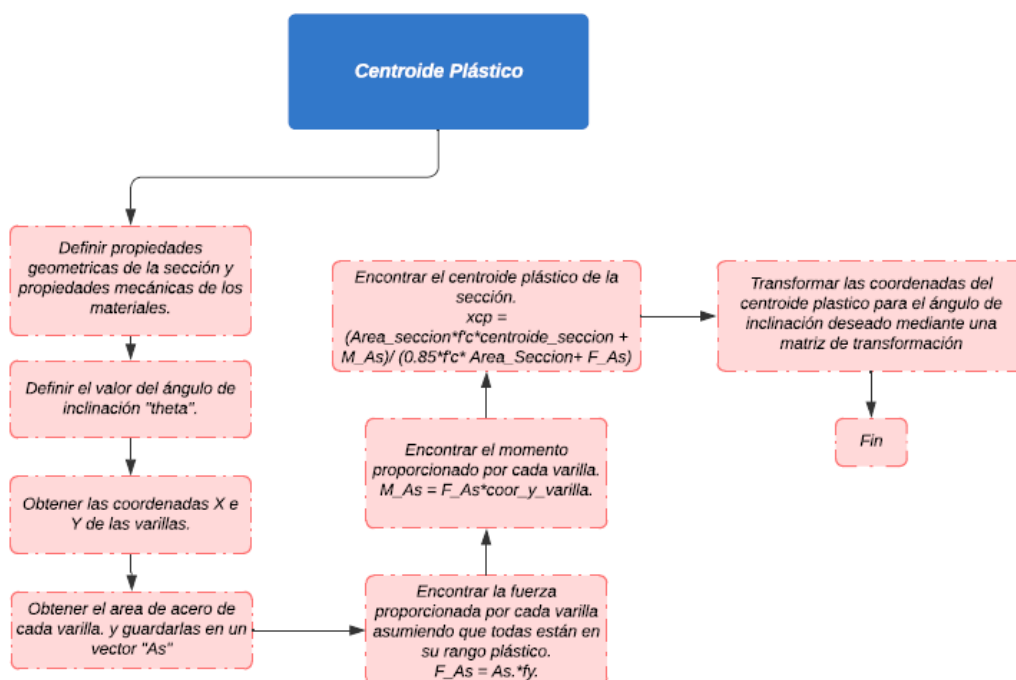 Centroide Plástico
Definir propiedades
geometricas de la sección y
propiedades mecánicas de los
materiales.
Definir el valor del ángulo de
inclinación "theta".
Obtener las coordenadas X e
Y de las varillas.
Obtener el area de acero de
cada varilla. y guardarlas en un
vector "As"
Encontrar la fuerza
proporcionada por cada varilla
asumiendo que todas están en
su rango plástico.
F_As = As.*fy.
Encontrar el momento
proporcionado por cada varilla.
M_As = F_As*coor_y_varilla.
Encontrar el centroide plástico de la
sección.
xcp =
(Area_seccion*f'c*centroide_seccion +
M_As)/ (0.85*f'c* Area_Seccion+ F_As)
Transformar las coordenadas del
centroide plastico para el ángulo de
inclinación deseado mediante una
matriz de transformación
Fin